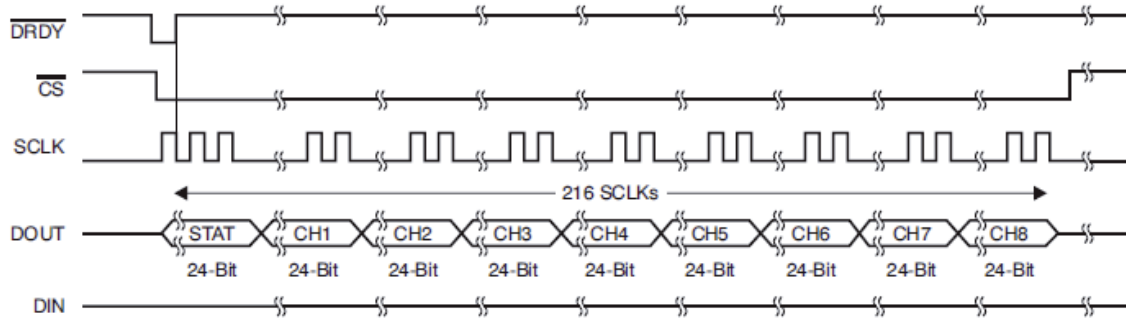 DRDY
CS
SCLK
216 SCLKs
DOUT STAT CH1 CH2 CH3 CH4 CH5 CH6 CH7 CH8
24-Bit 24-Bit 24-Bit 24-Bit 24-Bit 24-Bit 24-Bit 24-Bit 24-Bit
DIN